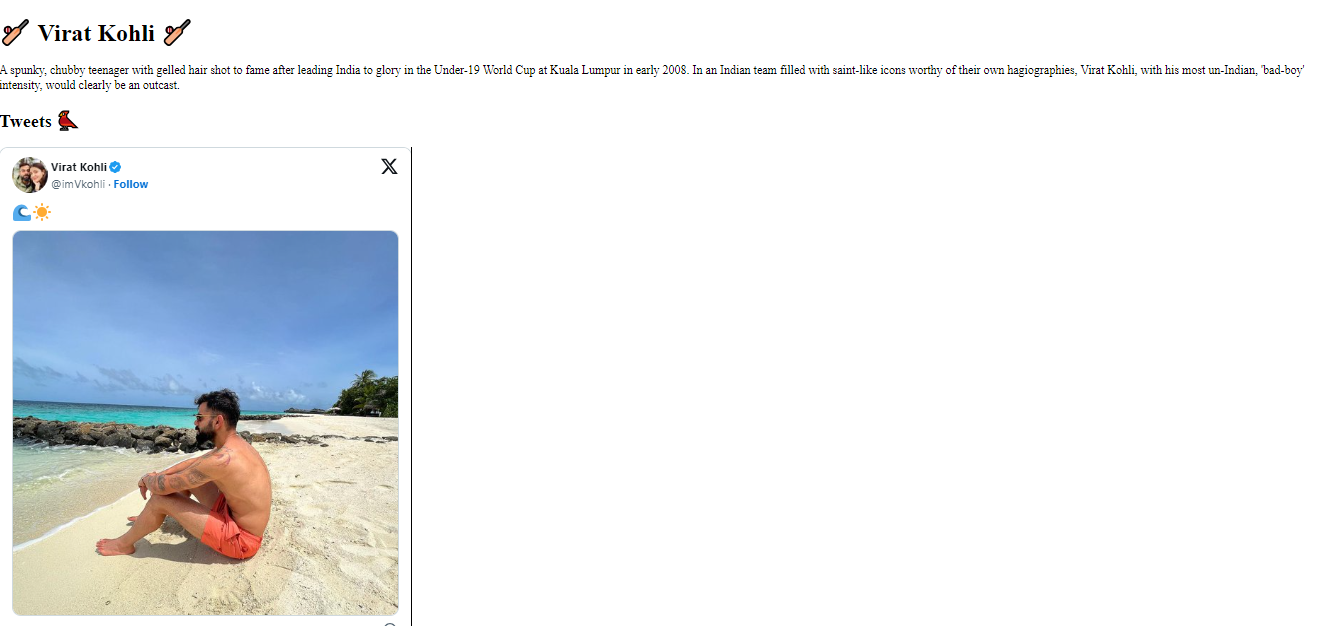 Virat Kohli
A spunky, chubby teenager with gelled hair shot to fame after leading India to glory in the Under-19 World Cup at Kuala Lumpur in early 2008. In an Indian team filled with saint-like icons worthy of their own hagiographies, Virat Kohli, with his most un-Indian, 'bad-boy'
intensity, would clearly be an outcast.
Tweets
Virat Kohli
@imVkohli · Follow